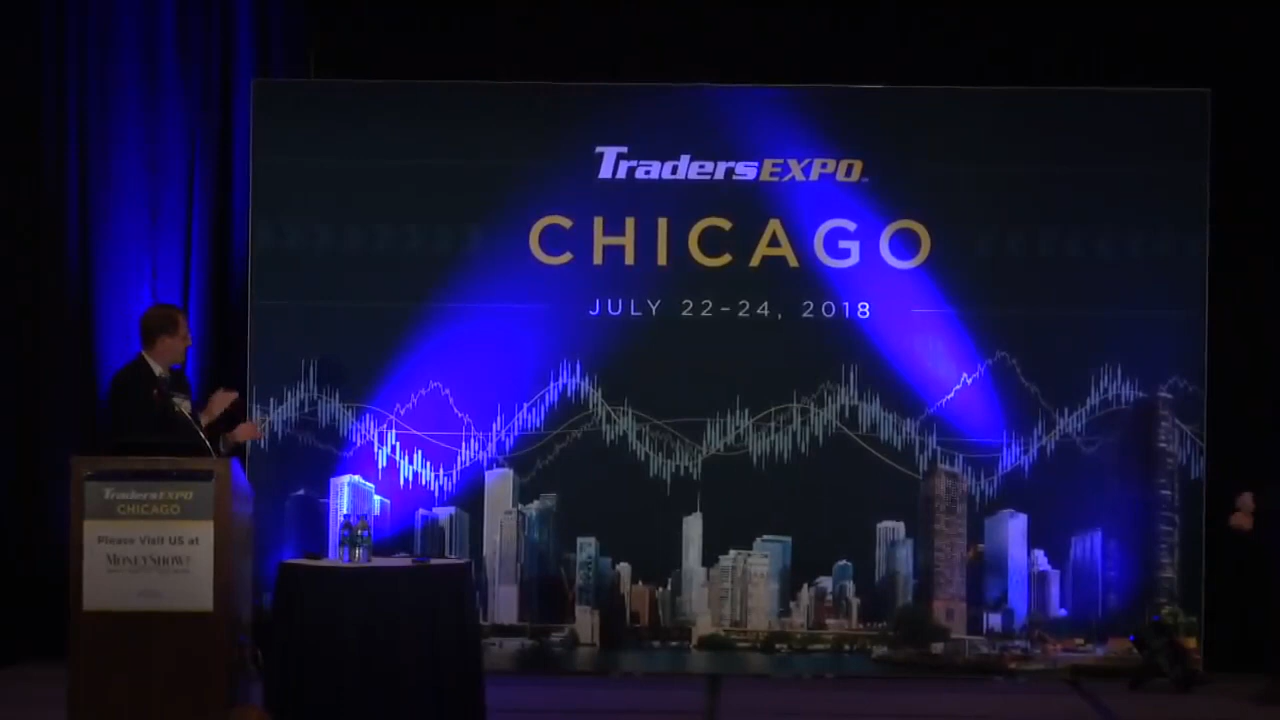 TradersEXPO
CHICAGO
JULY 22-24, 2018
TradersEXPO
CHICAGO
Please Visit US at
MONEYSHOW